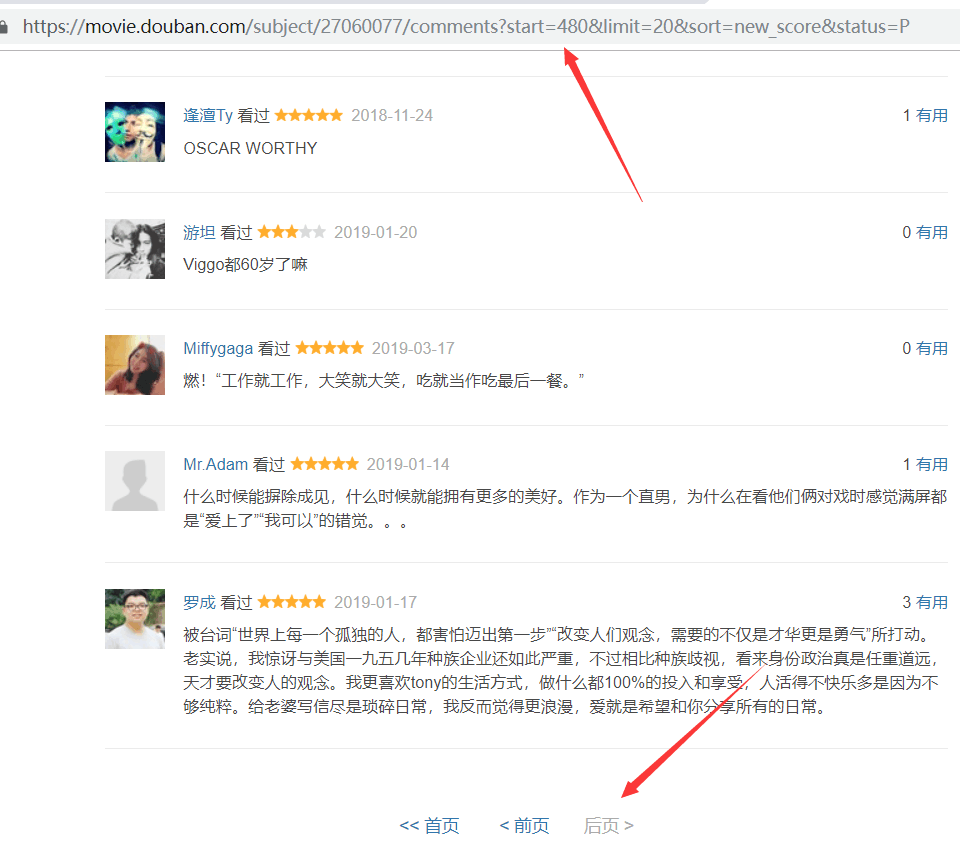 https://movie.douban.com/subject/27060077/comments?start=480&limit=20&sort=new_score&status=P
逢澶Ty 看过 2018-11-24 1 有用
OSCAR WORTHY
游坦 看过 2019-01-20 0 有用
Viggo都60岁了嘛
Miffygaga 看过 2019-03-17 0 有用
燃！“工作就工作，大笑就大笑，吃就当作吃最后一餐。”
Mr.Adam 看过 2019-01-14 1 有用
什么时候能摒除成见，什么时候就能拥有更多的美好。作为一个直男，为什么在看他们俩对戏时感觉满屏都
是“爱上了”“我可以”的错觉。。。
罗成 看过 2019-01-17 3 有用
被台词“世界上每一个孤独的人，都害怕迈出第一步”“改变人们观念，需要的不仅是才华更是勇气”所打动。
老实说，我惊讶与美国一九五几年种族企业还如此严重，不过相比种族歧视，看来身份政治真是任重道远，
天才要改变人的观念。我更喜欢tony的生活方式，做什么都100%的投入和享受，人活得不快乐多是因为不
够纯粹。给老婆写信尽是琐碎日常，我反而觉得更浪漫，爱就是希望和你分享所有的日常。
<< 首页 < 前页 后页 >